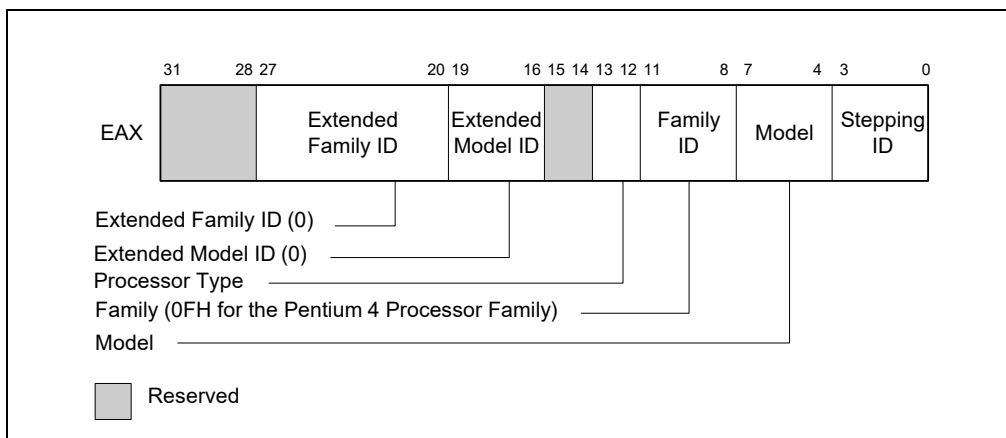 31 28 27 20 19 16 15 14 13 12 11 8 7 4 3 0
EAX
Extended Family ID
Extended Model ID
Family ID
Model
Stepping ID
Extended Family ID (0)
Extended Model ID (0)
Processor Type
Family (0FH for the Pentium 4 Processor Family)
Model
Reserved